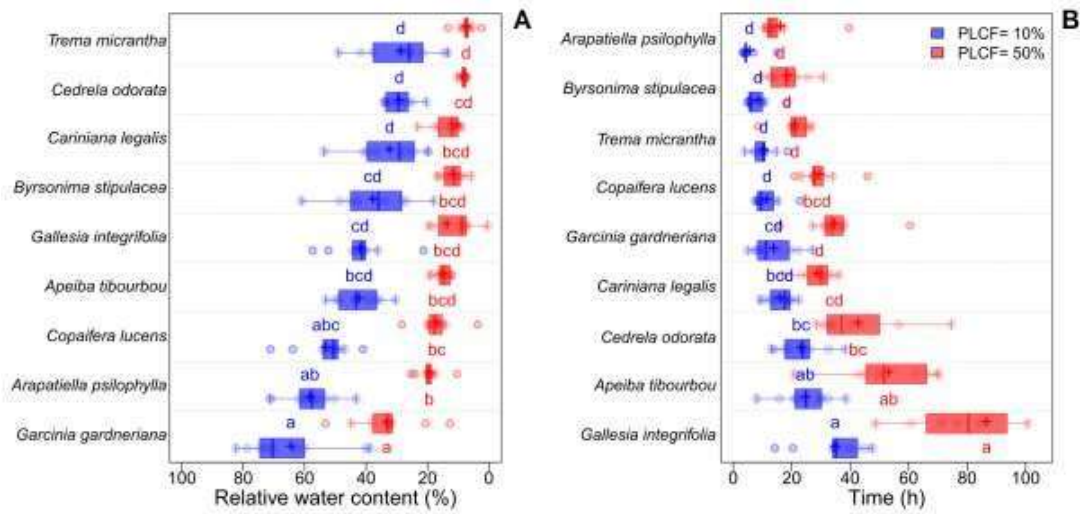 A
Trema micrantha
d
d
Cedrela odorata
d
cd
Cariniana legalis
d
bcd
Byrsonima stipulacea
cd
bcd
Gallesia integrifolia
cd
bcd
Apeiba tibourbou
bcd
bcd
Copaifera lucens
abc
bc
Arapatiella psilophylla
ab
b
Garcinia gardneriana
a
a
100 80 60 40 20 0
Relative water content (%)
B
PLCF= 10%
PLCF= 50%
Arapatiella psilophylla
d
d
Byrsonima stipulacea
d
d
Trema micrantha
d
d
Copaifera lucens
d
bcd
Garcinia gardneriana
cd
d
Cariniana legalis
bcd
cd
Cedrela odorata
bc
bc
Apeiba tibourbou
ab
ab
Gallesia integrifolia
a
a
0 20 40 60 80 100
Time (h)